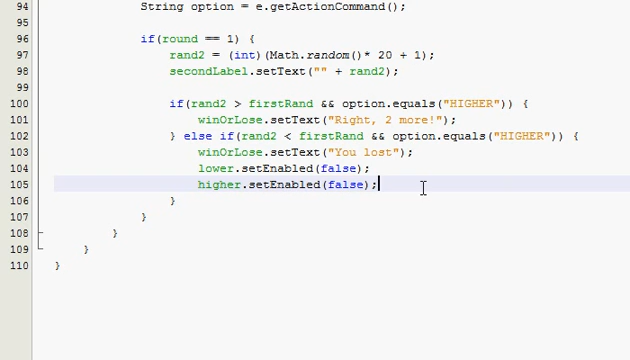 94 String option = e.getActionCommand();
95
96 if(round == 1) {
97 rand2 = (int)(Math.random()* 20 + 1);
98 secondLabel.setText("" + rand2);
99
100 if(rand2 > firstRand && option.equals("HIGHER")) {
101 winOrLose.setText("Right, 2 more!");
102 } else if(rand2 < firstRand && option.equals("HIGHER")) {
103 winOrLose.setText("You lost");
104 lower.setEnabled(false);
105 higher.setEnabled(false);
106 }
107 }
108 }
109 }
110 }